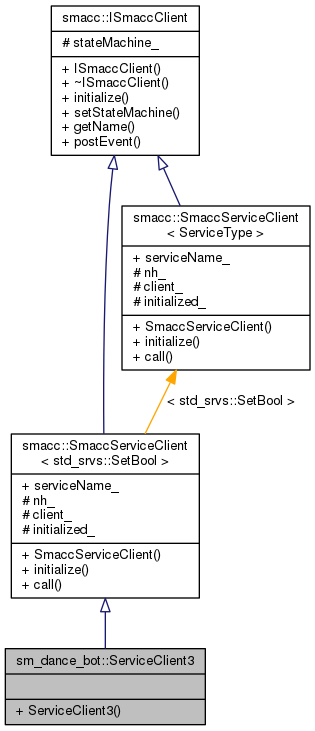 smacc::ISmaccClient
# stateMachine_
+ ISmaccClient()
+ ~ISmaccClient()
+ initialize()
+ setStateMachine()
+ getName()
+ postEvent()
smacc::SmaccServiceClient
< ServiceType >
+ serviceName_
# nh_
# client_
# initialized_
+ SmaccServiceClient()
+ initialize()
+ call()
< std_srvs::SetBool >
smacc::SmaccServiceClient
< std_srvs::SetBool >
+ serviceName_
# nh_
# client_
# initialized_
+ SmaccServiceClient()
+ initialize()
+ call()
sm_dance_bot::ServiceClient3
+ ServiceClient3()